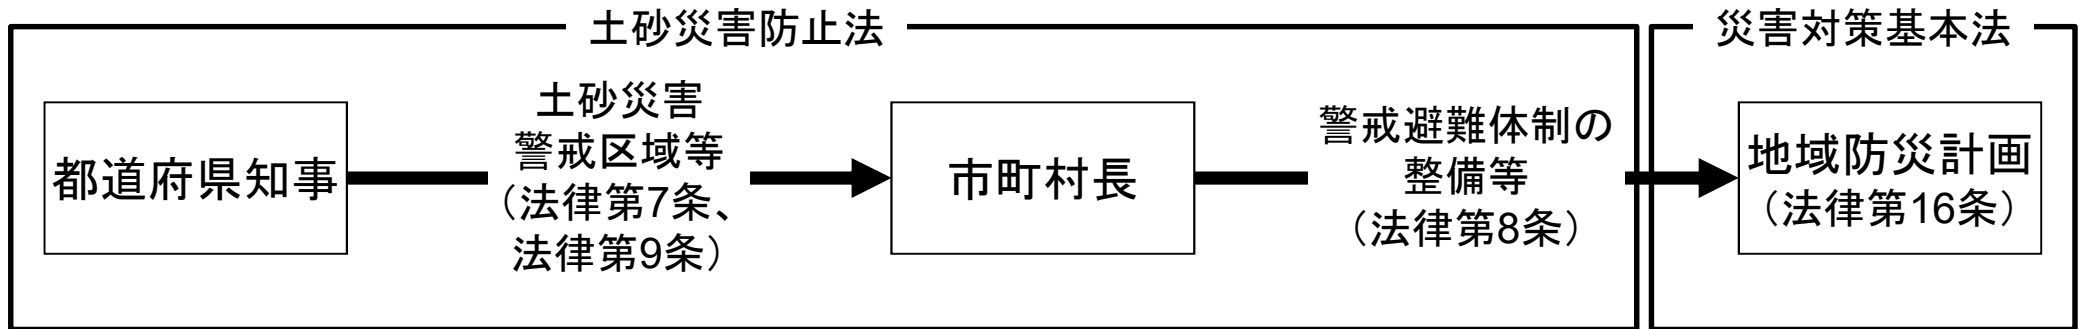 土砂災害防止法
災害対策基本法
都道府県知事
土砂災害
警戒区域等
（法律第7条、
法律第9条）
市町村長
警戒避難体制の
整備等
（法律第8条）
地域防災計画
（法律第16条）